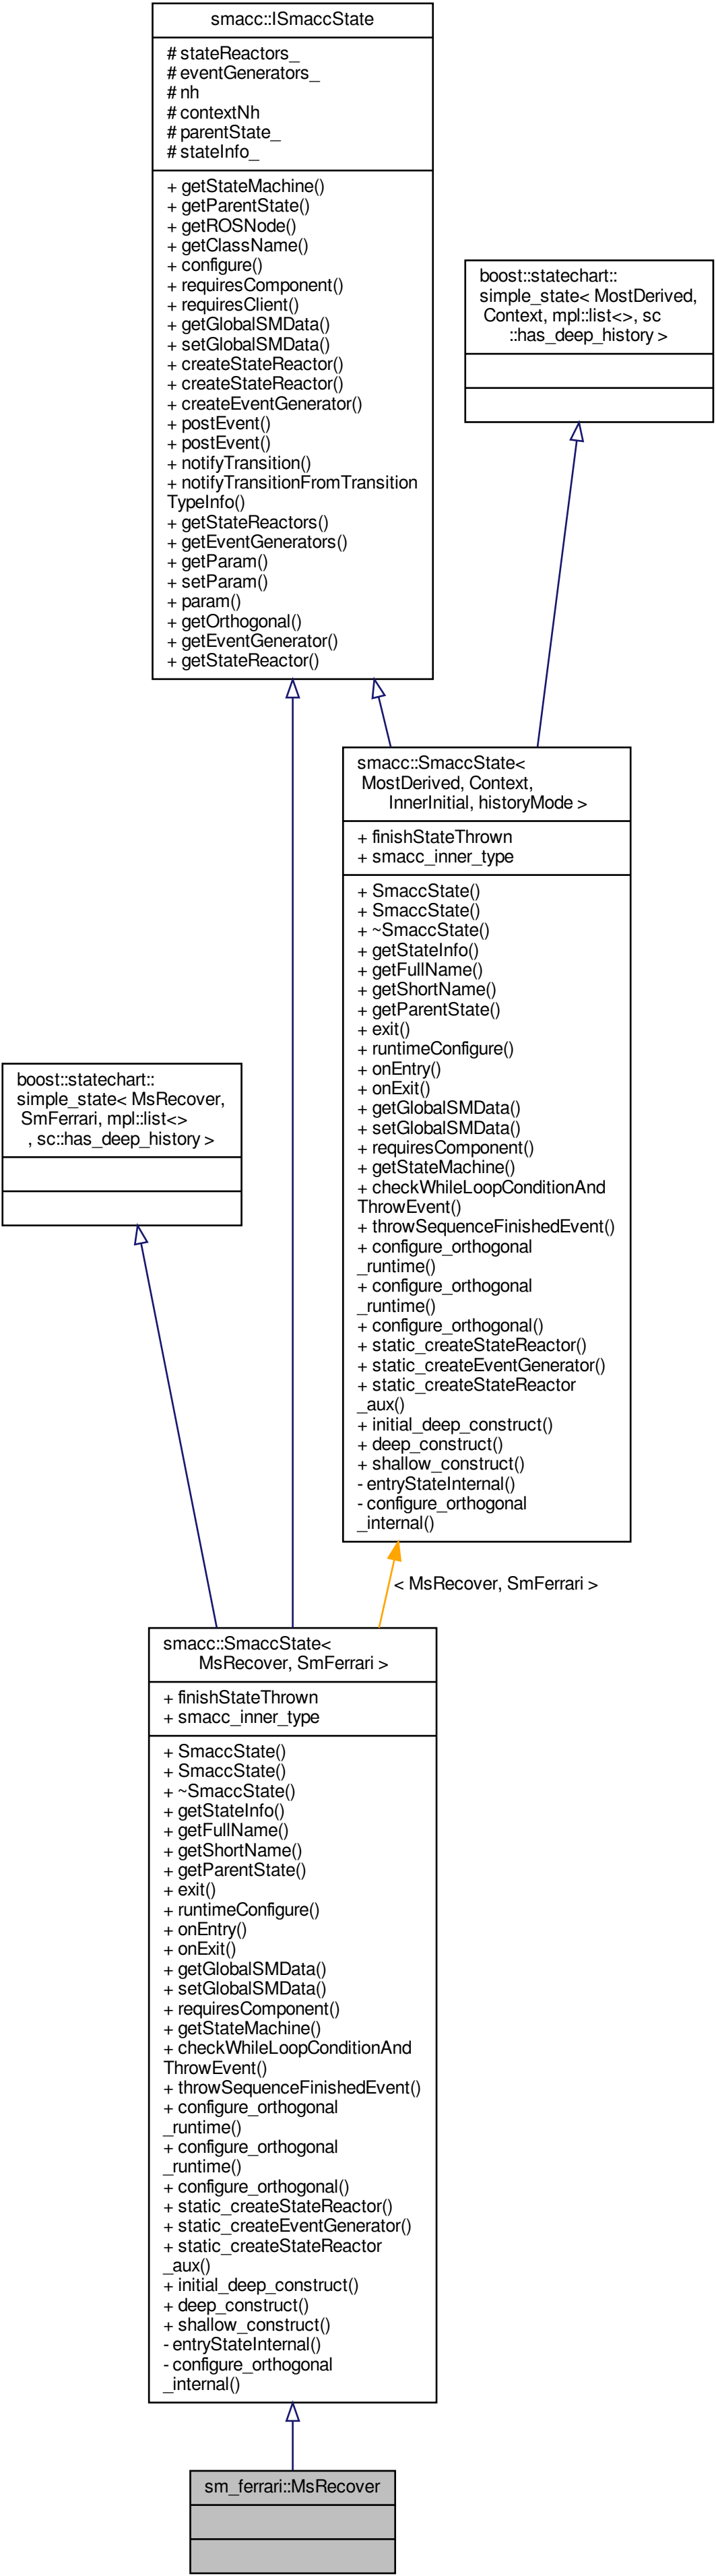 smacc::ISmaccState
# stateReactors_
# eventGenerators_
# nh
# contextNh
# parentState_
# stateInfo_
+ getStateMachine()
+ getParentState()
+ getROSNode()
+ getClassName()
+ configure()
+ requiresComponent()
+ requiresClient()
+ getGlobalSMData()
+ setGlobalSMData()
+ createStateReactor()
+ createStateReactor()
+ createEventGenerator()
+ postEvent()
+ postEvent()
+ notifyTransition()
+ notifyTransitionFromTransition
TypeInfo()
+ getStateReactors()
+ getEventGenerators()
+ getParam()
+ setParam()
+ param()
+ getOrthogonal()
+ getEventGenerator()
+ getStateReactor()
boost::statechart::
simple_state< MostDerived,
Context, mpl::list<>, sc
::has_deep_history >
smacc::SmaccState<
MostDerived, Context,
InnerInitial, historyMode >
+ finishStateThrown
+ smacc_inner_type
+ SmaccState()
+ SmaccState()
+ ~SmaccState()
+ getStateInfo()
+ getFullName()
+ getShortName()
+ getParentState()
+ exit()
+ runtimeConfigure()
+ onEntry()
+ onExit()
+ getGlobalSMData()
+ setGlobalSMData()
+ requiresComponent()
+ getStateMachine()
+ checkWhileLoopConditionAnd
ThrowEvent()
+ throwSequenceFinishedEvent()
+ configure_orthogonal
_runtime()
+ configure_orthogonal
_runtime()
+ configure_orthogonal()
+ static_createStateReactor()
+ static_createEventGenerator()
+ static_createStateReactor
_aux()
+ initial_deep_construct()
+ deep_construct()
+ shallow_construct()
- entryStateInternal()
- configure_orthogonal
_internal()
boost::statechart::
simple_state< MsRecover,
SmFerrari, mpl::list<>
, sc::has_deep_history >
< MsRecover, SmFerrari >
smacc::SmaccState<
MsRecover, SmFerrari >
+ finishStateThrown
+ smacc_inner_type
+ SmaccState()
+ SmaccState()
+ ~SmaccState()
+ getStateInfo()
+ getFullName()
+ getShortName()
+ getParentState()
+ exit()
+ runtimeConfigure()
+ onEntry()
+ onExit()
+ getGlobalSMData()
+ setGlobalSMData()
+ requiresComponent()
+ getStateMachine()
+ checkWhileLoopConditionAnd
ThrowEvent()
+ throwSequenceFinishedEvent()
+ configure_orthogonal
_runtime()
+ configure_orthogonal
_runtime()
+ configure_orthogonal()
+ static_createStateReactor()
+ static_createEventGenerator()
+ static_createStateReactor
_aux()
+ initial_deep_construct()
+ deep_construct()
+ shallow_construct()
- entryStateInternal()
- configure_orthogonal
_internal()
sm_ferrari::MsRecover